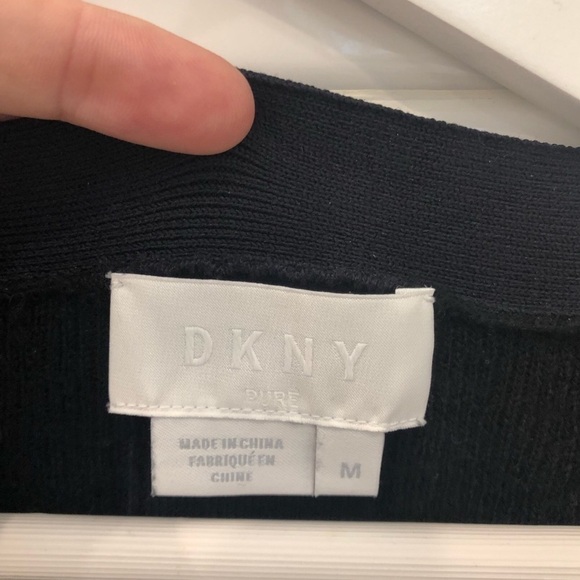 DKNY
PURE
MADE IN CHINA
FABRIQUÉ EN
CHINE
M